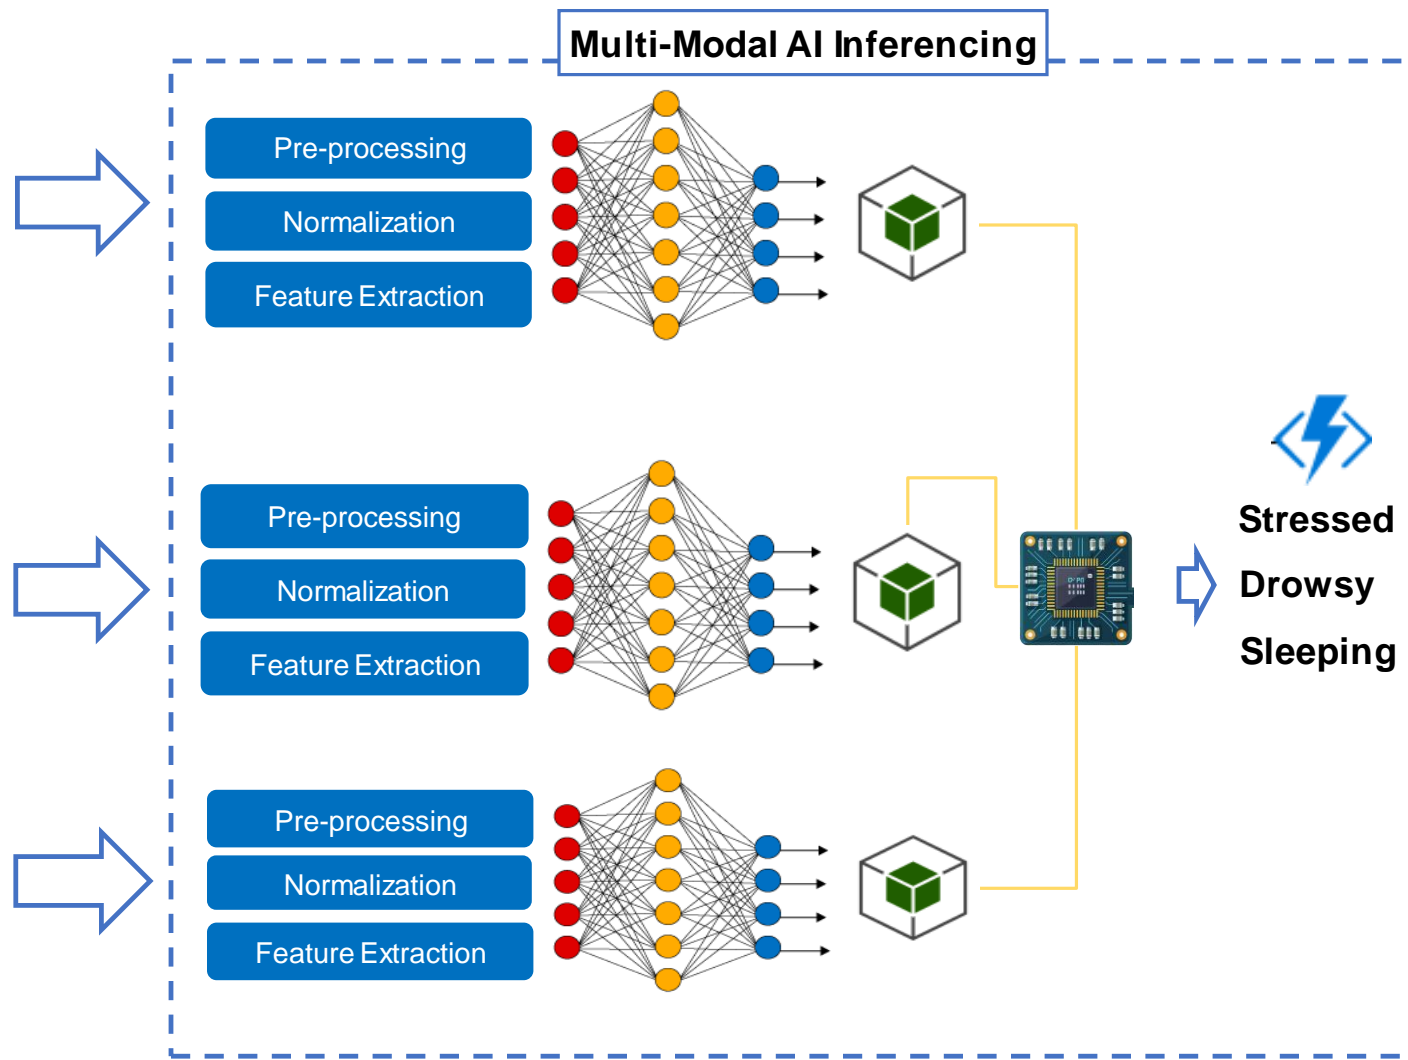 Multi-Modal AI Inferencing
Pre-processing
Normalization
Feature Extraction
Pre-processing
Normalization
Feature Extraction
Pre-processing
Normalization
Feature Extraction
Stressed
Drowsy
Sleeping